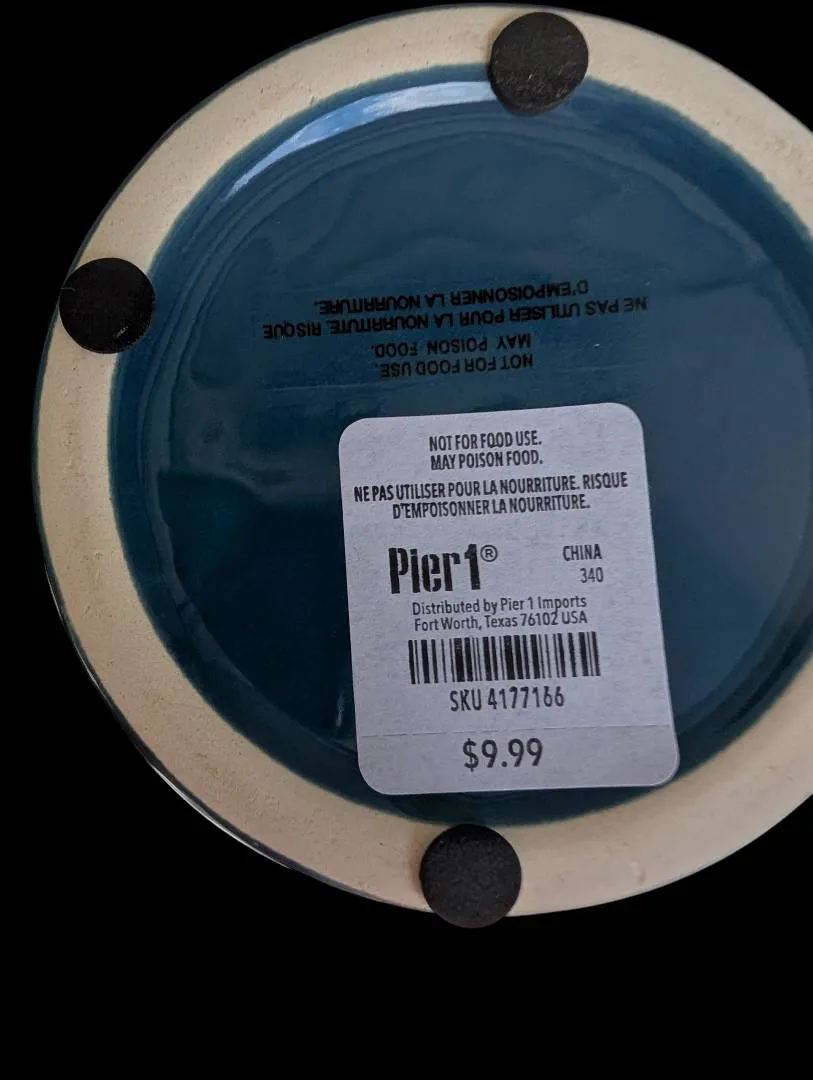 NOT FOR FOOD USE.
MAY POISON FOOD.
NE PAS UTILISER POUR LA NOURRITUTE. RISQUE
D'EMPOISONNER LA NOURRITURE.
NOT FOR FOOD USE.
MAY POISON FOOD.
NE PAS UTILISER POUR LA NOURRITURE. RISQUE
D'EMPOISONNER LA NOURRITURE.
Pier1® CHINA
340
Distributed by Pier 1 Imports
Fort Worth, Texas 76102 USA
SKU 4177166
$9.99